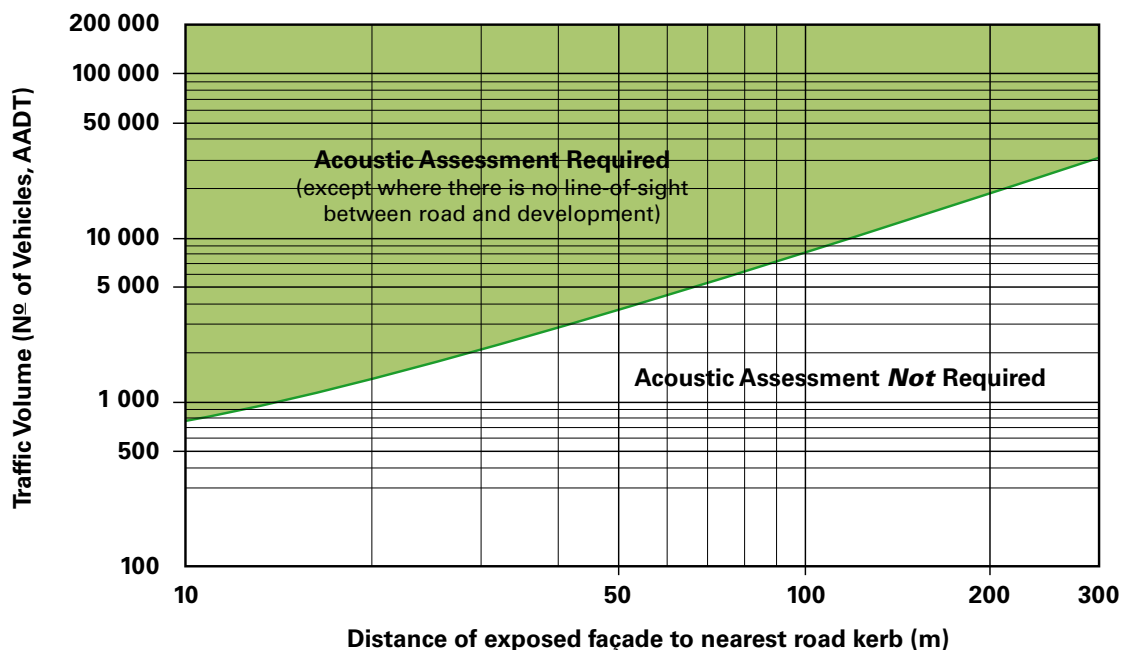 200 000
100 000
50 000
10 000
5 000
1 000
500
100
Traffic Volume (Nº of Vehicles, AADT)
Acoustic Assessment Required
(except where there is no line-of-sight
between road and development)
Acoustic Assessment Not Required
10 50 100 200 300
Distance of exposed façade to nearest road kerb (m)